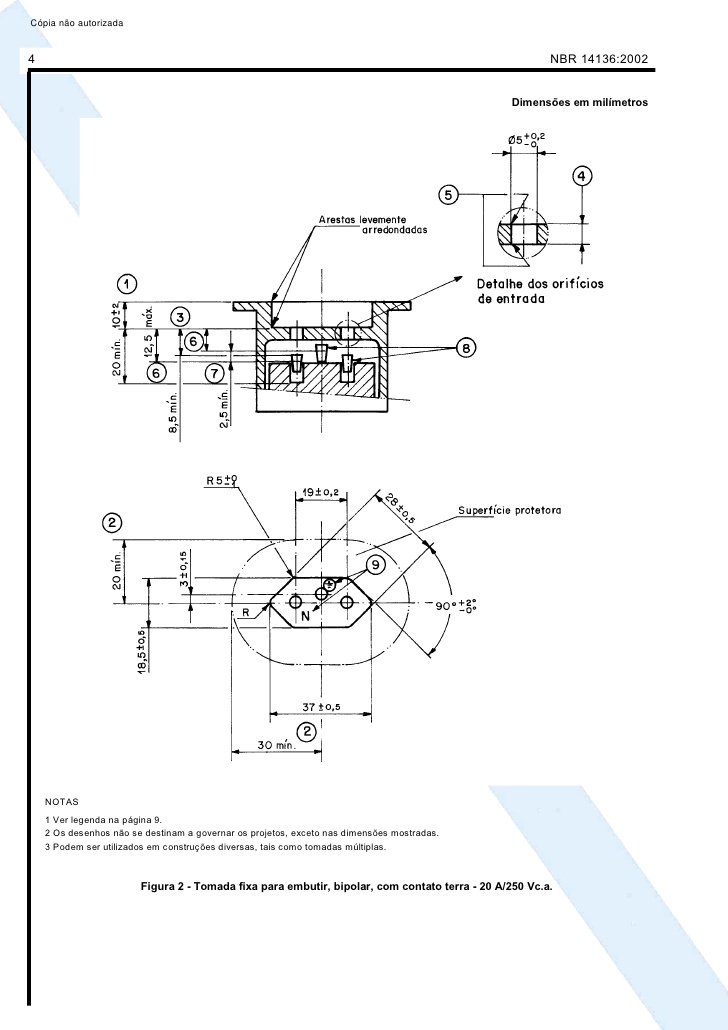 Cópia não autorizada
4
NBR 14136:2002
Dimensões em milímetros
Ø5 +0,2 -0
4
5
Arestas levemente
arredondadas
Detalhe dos orifícios
de entrada
1
10±2
máx.
3
6
12,5
20 mín.
6
7
8
8,5 mín.
2,5 mín.
R5±0
19±0,2
28±0,5
Superfície protetora
2
20 mín.
3±0,15
9
R
N
90° +2° -0°
18,5±0,5
37±0,5
2
30 mín.
NOTAS
1 Ver legenda na página 9.
2 Os desenhos não se destinam a governar os projetos, exceto nas dimensões mostradas.
3 Podem ser utilizados em construções diversas, tais como tomadas múltiplas.
Figura 2 - Tomada fixa para embutir, bipolar, com contato terra - 20 A/250 Vc.a.